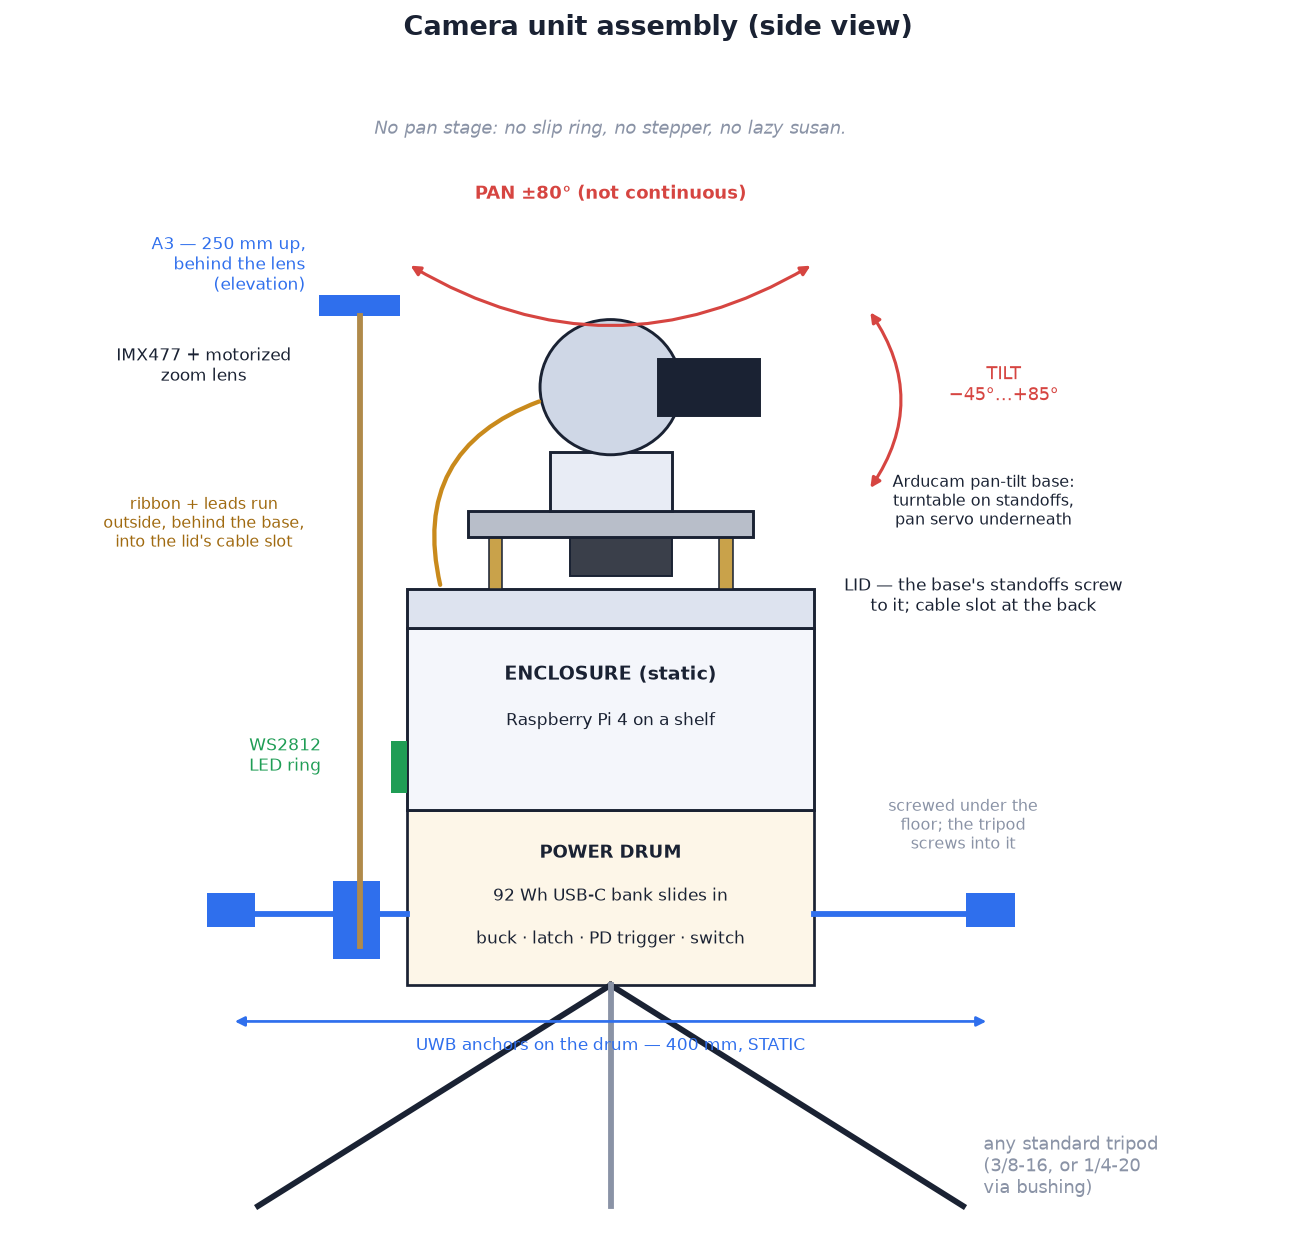 Camera unit assembly (side view)
No pan stage: no slip ring, no stepper, no lazy susan.
PAN ±80° (not continuous)
A3 — 250 mm up,
behind the lens
(elevation)
IMX477 + motorized
zoom lens
TILT
−45°…+85°
Arducam pan-tilt base:
turntable on standoffs,
pan servo underneath
ribbon + leads run
outside, behind the base,
into the lid's cable slot
LID — the base's standoffs screw
to it; cable slot at the back
ENCLOSURE (static)
Raspberry Pi 4 on a shelf
WS2812
LED ring
screwed under the
floor; the tripod
screws into it
POWER DRUM
92 Wh USB-C bank slides in
buck · latch · PD trigger · switch
UWB anchors on the drum — 400 mm, STATIC
any standard tripod
(3/8-16, or 1/4-20
via bushing)